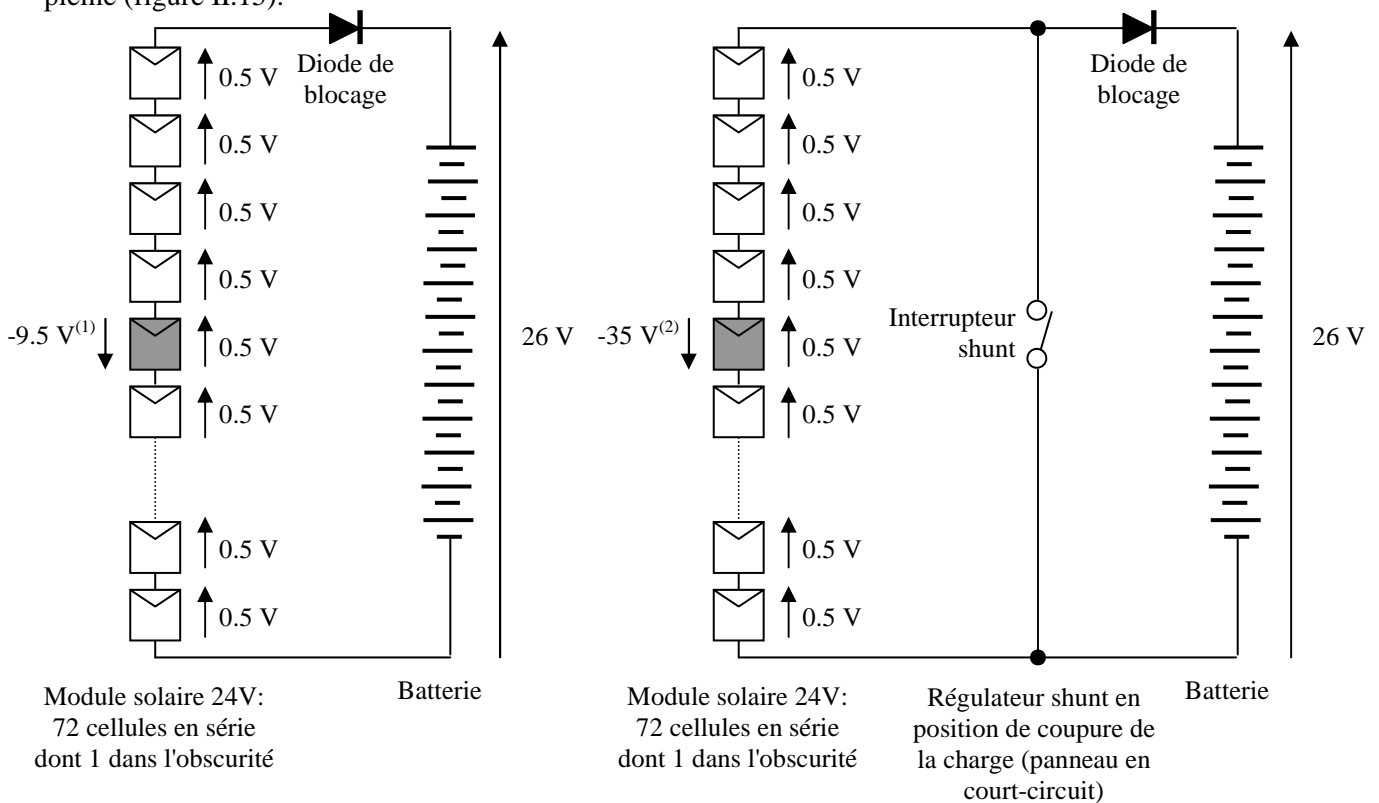 pleine (figure II.15).
Diode de
blocage
0.5 V
0.5 V
0.5 V
0.5 V
-9.5 V(1)
0.5 V
0.5 V
0.5 V
0.5 V
26 V
Module solaire 24V:
72 cellules en série
dont 1 dans l'obscurité
Batterie
Diode de
blocage
0.5 V
0.5 V
0.5 V
0.5 V
-35 V(2)
0.5 V
0.5 V
0.5 V
0.5 V
Interrupteur
shunt
26 V
Module solaire 24V:
72 cellules en série
dont 1 dans l'obscurité
Régulateur shunt en
position de coupure de
la charge (panneau en
court-circuit)
Batterie